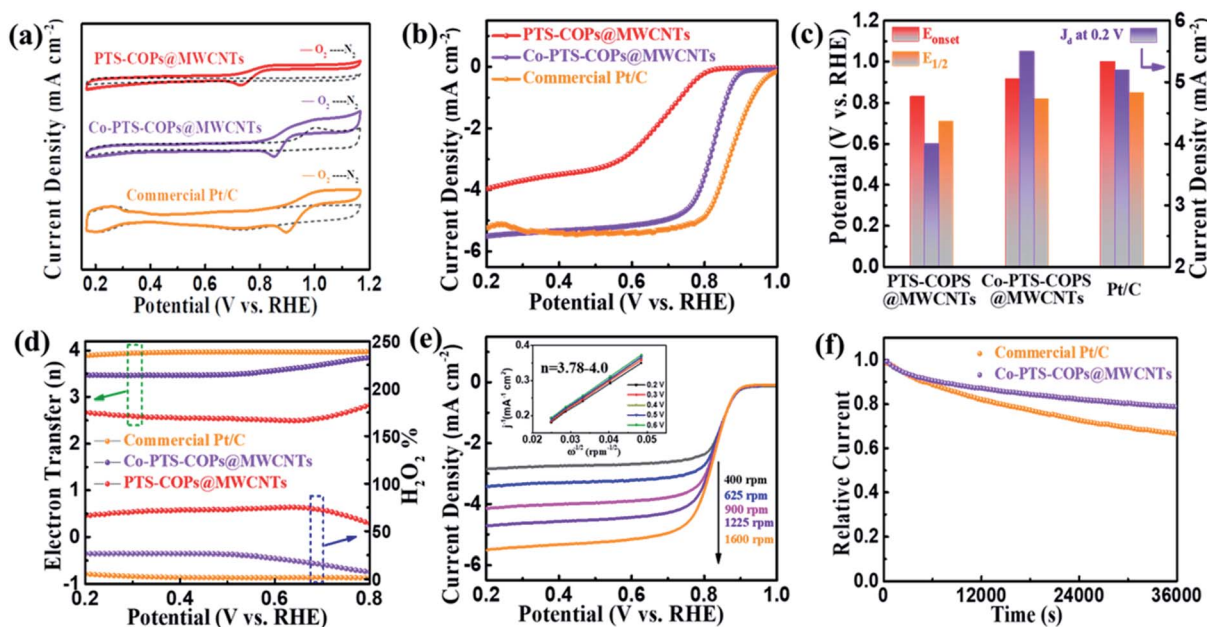 (a)
Current Density (mA cm⁻²)
PTS-COPs@MWCNTs
— O₂ ----N₂
Co-PTS-COPs@MWCNTs
— O₂ ----N₂
Commercial Pt/C
— O₂ ----N₂
0.2 0.4 0.6 0.8 1.0 1.2
Potential (V vs. RHE)
(b)
Current Density (mA cm⁻²)
PTS-COPs@MWCNTs
Co-PTS-COPs@MWCNTs
Commercial Pt/C
0
-2
-4
-6
0.2 0.4 0.6 0.8 1.0
Potential (V vs. RHE)
(c)
Potential (V vs. RHE)
1.2
1.0
0.8
0.6
0.4
0.2
0.0
E_onset
E_1/2
J_d at 0.2 V
6
5
4
3
2
Current Density (mA cm⁻²)
PTS-COPS
@MWCNTs
Co-PTS-COPS
@MWCNTs
Pt/C
(d)
Electron Transfer (n)
4
3
2
1
0
-1
Commercial Pt/C
Co-PTS-COPs@MWCNTs
PTS-COPs@MWCNTs
250
200
150
100
50
0
H₂O₂ %
0.2 0.4 0.6 0.8
Potential (V vs. RHE)
(e)
Current Density (mA cm⁻²)
0
-2
-4
-6
j⁻¹(mA⁻¹ cm²)
0.4
0.3
0.2
n=3.78-4.0
0.2 V
0.3 V
0.4 V
0.5 V
0.6 V
0.02 0.03 0.04 0.05
ω⁻¹/² (rpm⁻¹/²)
400 rpm
625 rpm
900 rpm
1225 rpm
1600 rpm
0.2 0.4 0.6 0.8 1.0
Potential (V vs. RHE)
(f)
Relative Current
1.0
0.8
0.6
0.4
0.2
0.0
Commercial Pt/C
Co-PTS-COPs@MWCNTs
0 12000 24000 36000
Time (s)